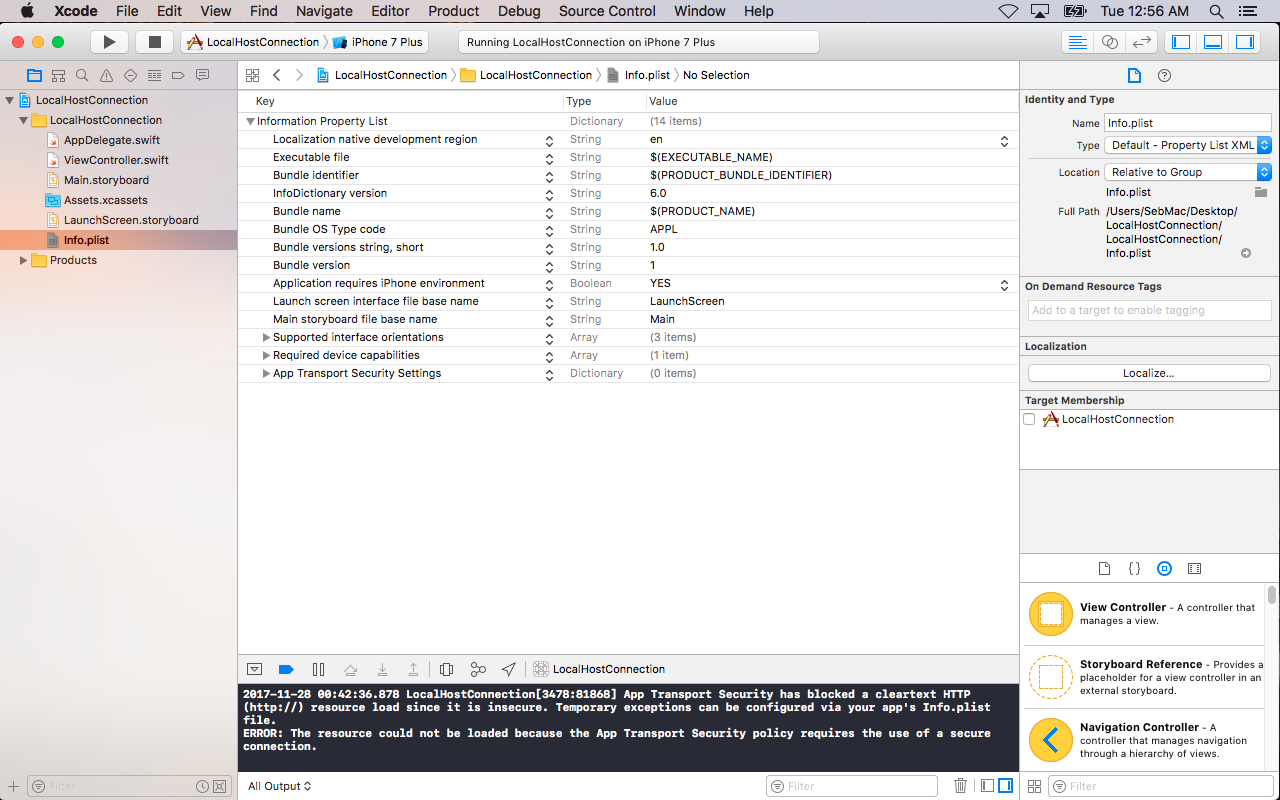 Xcode File Edit View Find Navigate Editor Product Debug Source Control Window Help Tue 12:56 AM
LocalHostConnection iPhone 7 Plus Running LocalHostConnection on iPhone 7 Plus
LocalHostConnection LocalHostConnection Info.plist No Selection
LocalHostConnection
LocalHostConnection
AppDelegate.swift
ViewController.swift
Main.storyboard
Assets.xcassets
LaunchScreen.storyboard
Info.plist
Products
Filter
Key Type Value
Information Property List Dictionary (14 items)
Localization native development region String en
Executable file String $(EXECUTABLE_NAME)
Bundle identifier String $(PRODUCT_BUNDLE_IDENTIFIER)
InfoDictionary version String 6.0
Bundle name String $(PRODUCT_NAME)
Bundle OS Type code String APPL
Bundle versions string, short String 1.0
Bundle version String 1
Application requires iPhone environment Boolean YES
Launch screen interface file base name String LaunchScreen
Main storyboard file base name String Main
Supported interface orientations Array (3 items)
Required device capabilities Array (1 item)
App Transport Security Settings Dictionary (0 items)
LocalHostConnection
2017-11-28 00:42:36.878 LocalHostConnection[3478:81868] App Transport Security has blocked a cleartext HTTP
(http://) resource load since it is insecure. Temporary exceptions can be configured via your app's Info.plist
file.
ERROR: The resource could not be loaded because the App Transport Security policy requires the use of a secure
connection.
All Output Filter
Identity and Type
Name Info.plist
Type Default - Property List XML
Location Relative to Group
Info.plist
Full Path /Users/SebMac/Desktop/
LocalHostConnection/
LocalHostConnection/
Info.plist
On Demand Resource Tags
Add to a target to enable tagging
Localization
Localize...
Target Membership
LocalHostConnection
View Controller - A controller that
manages a view.
Storyboard Reference - Provides a
placeholder for a view controller in an
external storyboard.
Navigation Controller - A
controller that manages navigation
through a hierarchy of views.
Filter